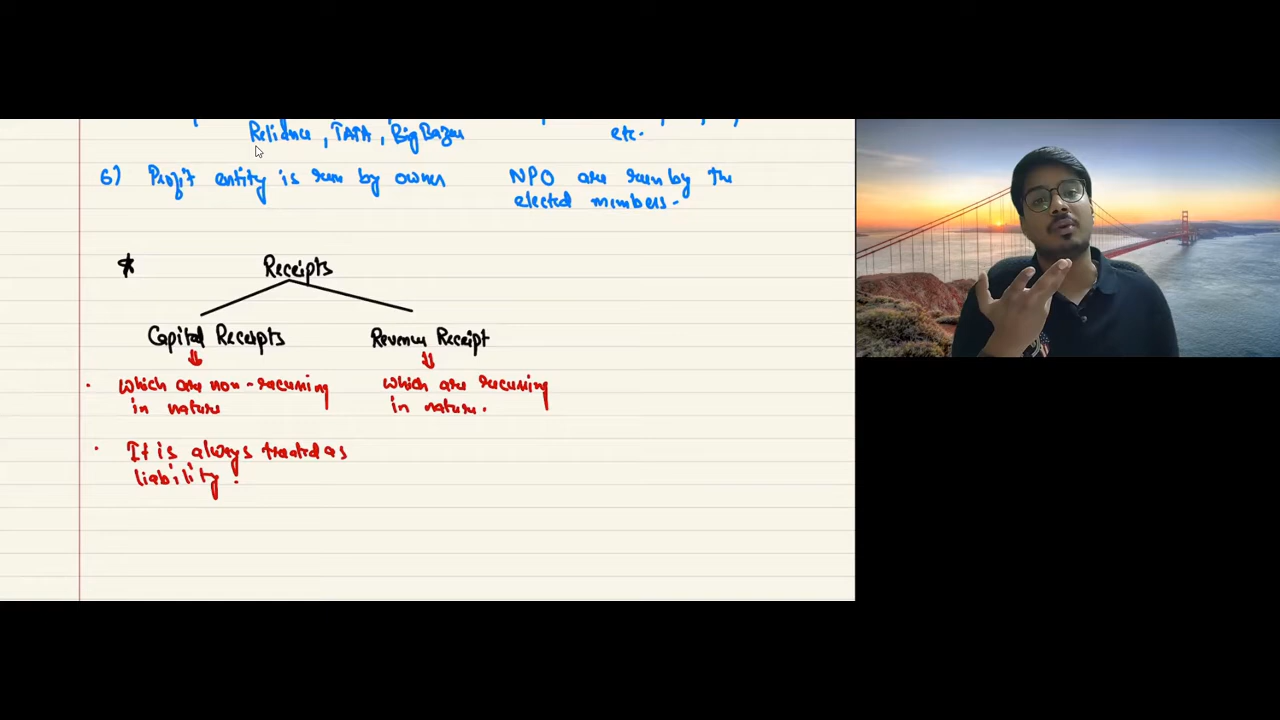 Reliance, TATA, Big Bazar
etc.
6) Profit entity is run by owner
NPO are run by the
elected members.
* Receipts
Capital Receipts
Revenue Receipt
. Which are non-recurring
in nature
which are recurring
in nature.
. It is always treated as
liability.